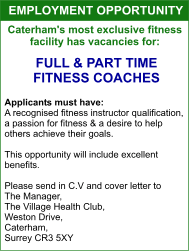 EMPLOYMENT OPPORTUNITY
Caterham's most exclusive fitness
facility has vacancies for:
FULL & PART TIME
FITNESS COACHES
Applicants must have:
A recognised fitness instructor qualification,
a passion for fitness & a desire to help
others achieve their goals.
This opportunity will include excellent
benefits.
Please send in C.V and cover letter to
The Manager,
The Village Health Club,
Weston Drive,
Caterham,
Surrey CR3 5XY